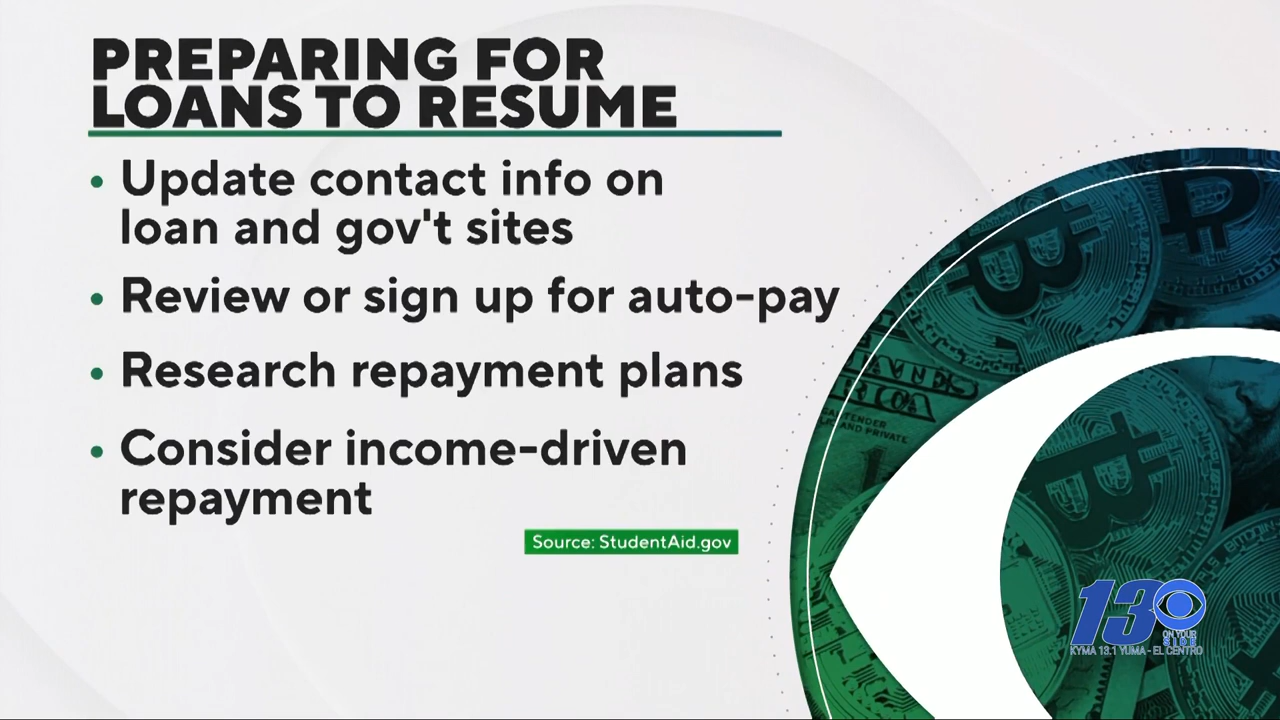 PREPARING FOR
LOANS TO RESUME
• Update contact info on
loan and gov't sites
• Review or sign up for auto-pay
• Research repayment plans
• Consider income-driven
repayment
Source: StudentAid.gov
13
ON YOUR
SIDE
KYMA 13.1 YUMA - EL CENTRO